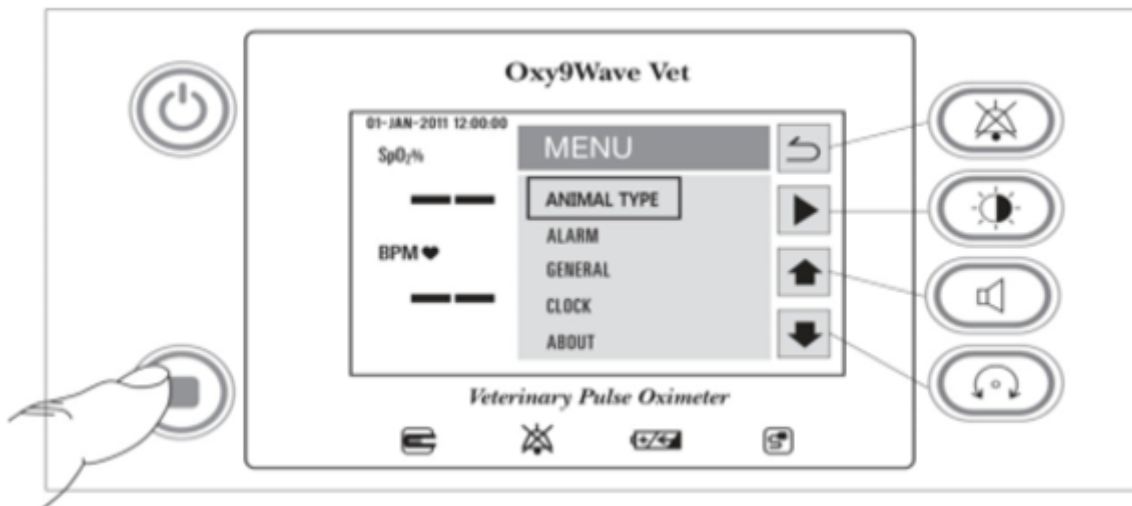 Oxy9Wave Vet
01-JAN-2011 12:00:00
SpO₂%
-- --
BPM♥
-- --
MENU
ANIMAL TYPE
ALARM
GENERAL
CLOCK
ABOUT
Veterinary Pulse Oximeter